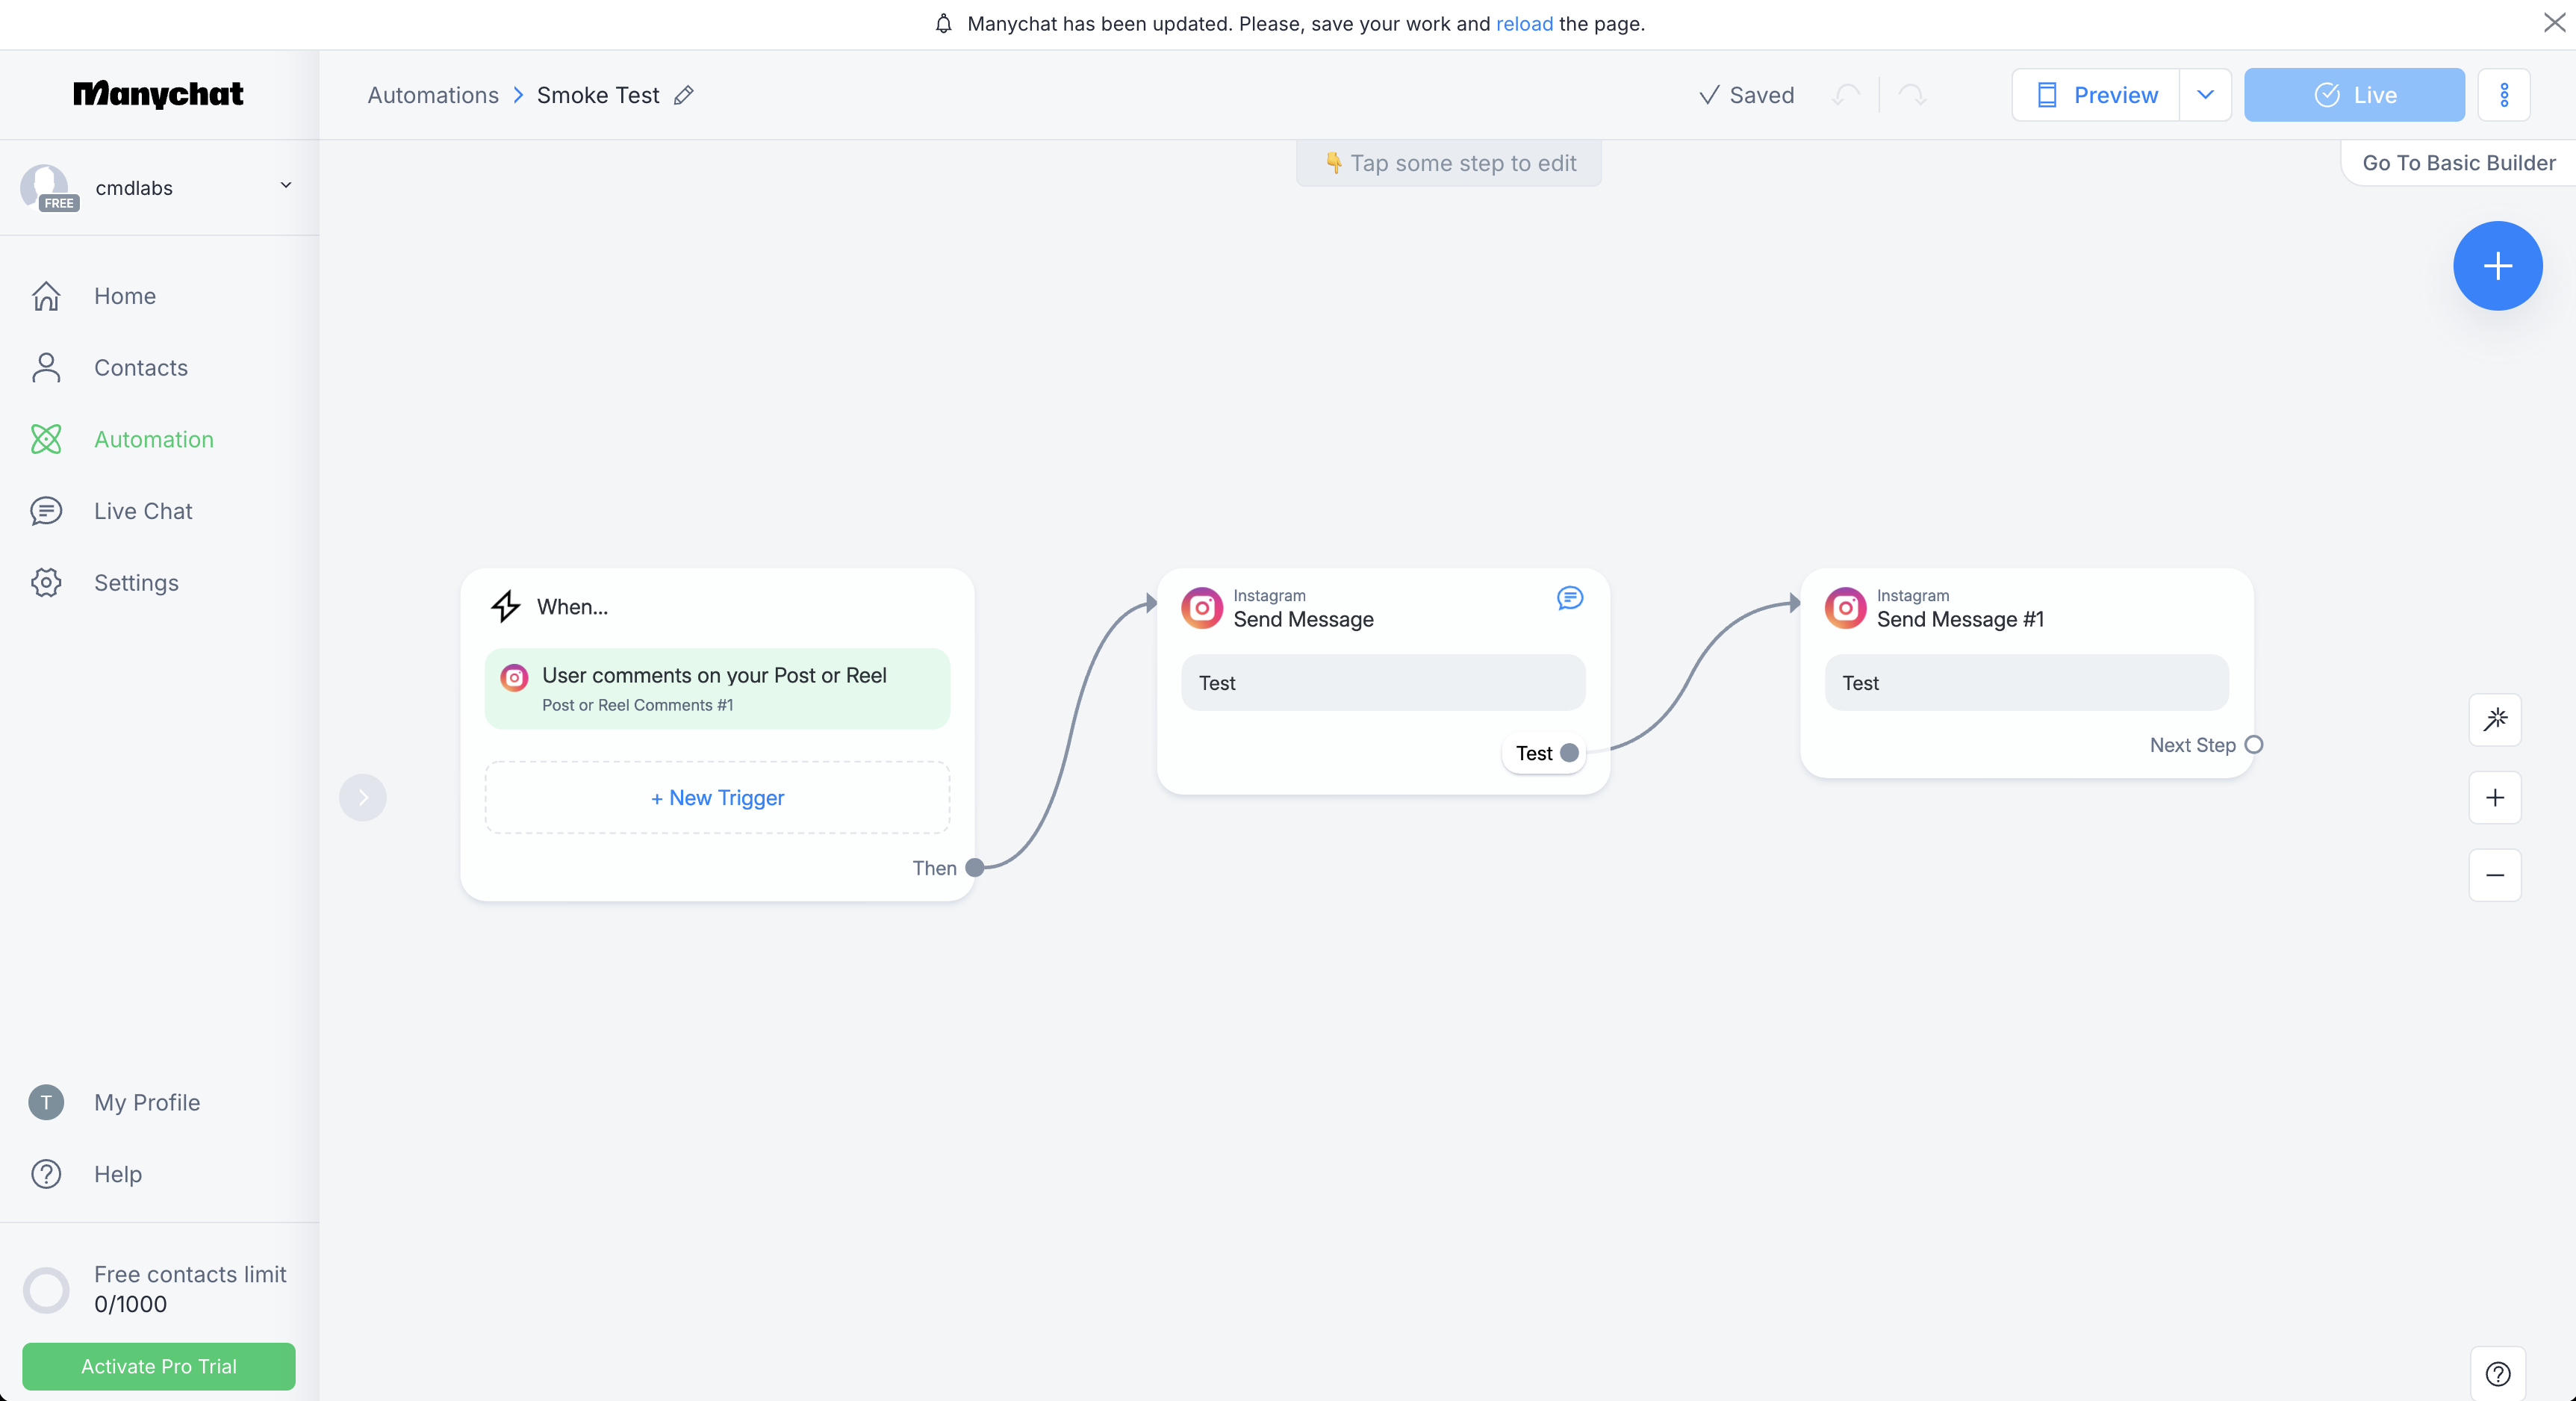 Manychat has been updated. Please, save your work and reload the page.
Manychat
Automations > Smoke Test
Saved
Preview
Live
cmdlabs
FREE
👇 Tap some step to edit
Go To Basic Builder
Home
Contacts
Automation
Live Chat
Settings
When...
User comments on your Post or Reel
Post or Reel Comments #1
+ New Trigger
Then
Instagram
Send Message
Test
Test
Instagram
Send Message #1
Test
Next Step
T My Profile
Help
Free contacts limit
0/1000
Activate Pro Trial